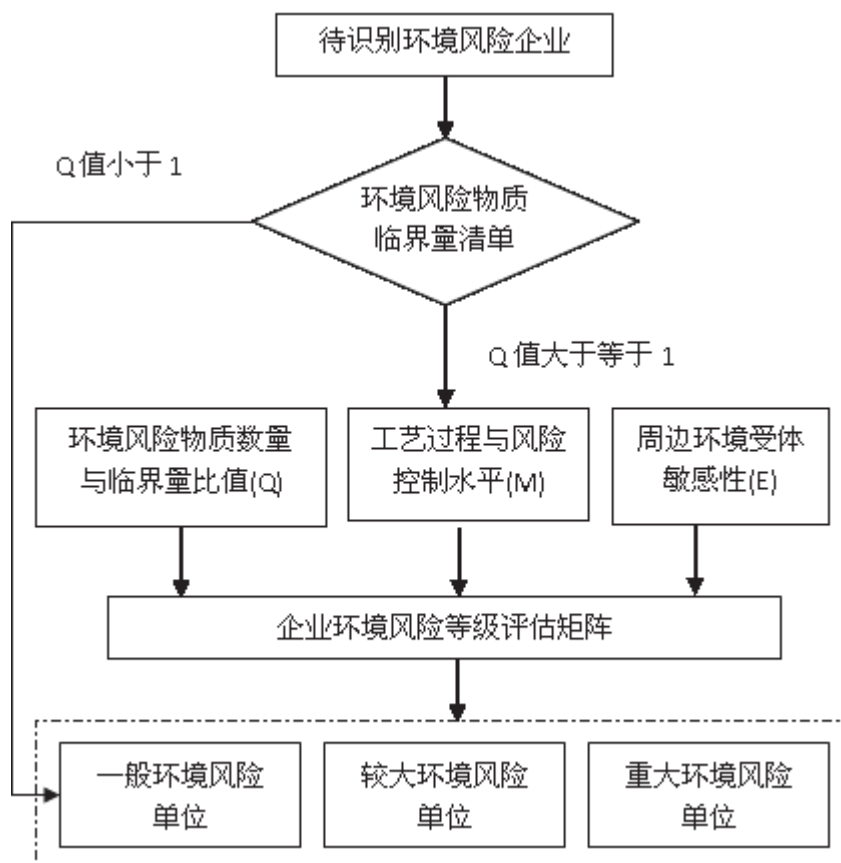 待识别环境风险企业
Q值小于1
环境风险物质
临界量清单
Q值大于等于1
环境风险物质数量
与临界量比值(Q)
工艺过程与风险
控制水平(M)
周边环境受体
敏感性(E)
企业环境风险等级评估矩阵
一般环境风险
单位
较大环境风险
单位
重大环境风险
单位